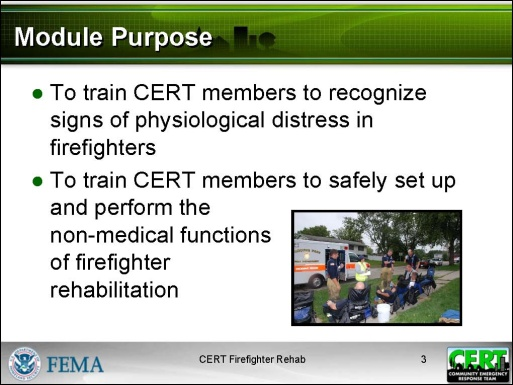 Module Purpose
● To train CERT members to recognize
signs of physiological distress in
firefighters
● To train CERT members to safely set up
and perform the
non-medical functions
of firefighter
rehabilitation
FEMA
CERT Firefighter Rehab
3
CERT
COMMUNITY EMERGENCY
RESPONSE TEAM